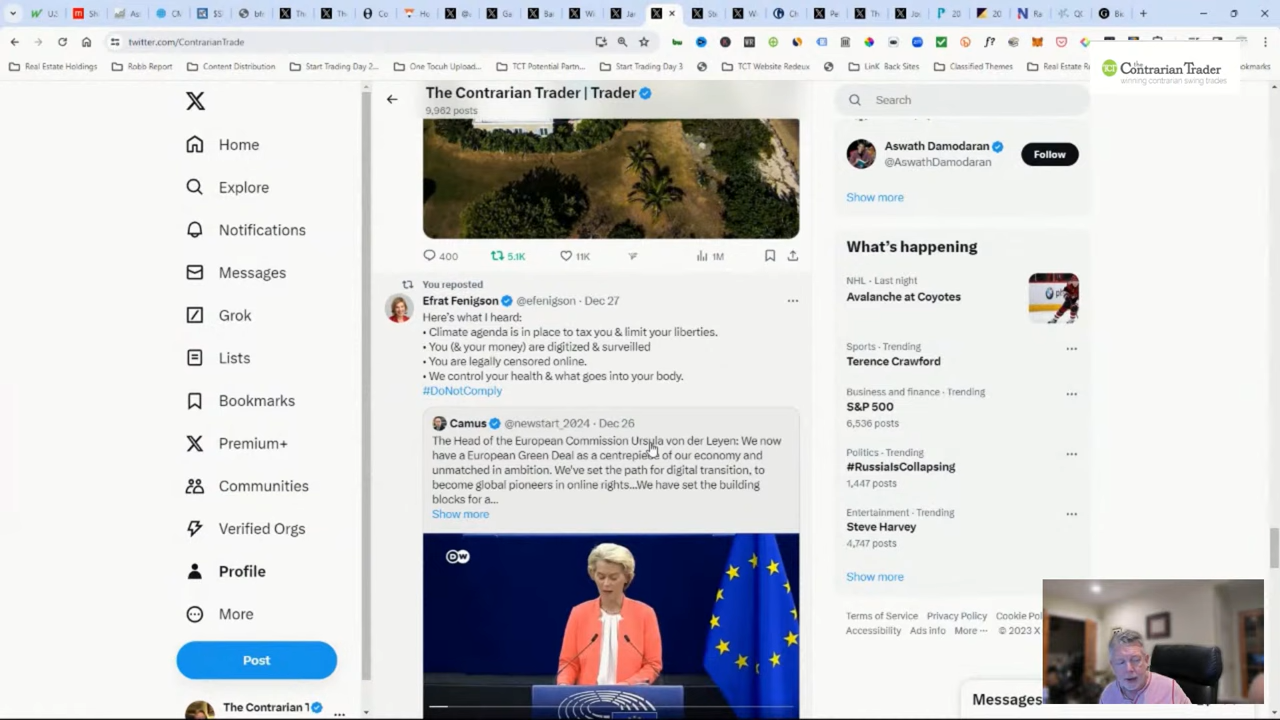 twitter.com/ContrarianTrade
Real Estate Holdings
Robb Report
Content Distribution
Start Trading Day 2...
One Tocuh Upload...
TCT Potential Partn...
Start Trading Day 3
TCT Website Redeux
LinK Back Sites
Classified Themes
the
Contrarian Trader
winning contrarian swing trades
Home
Explore
Notifications
Messages
Grok
Lists
Bookmarks
Premium+
Communities
Verified Orgs
Profile
More
Post
The Contrarian T
The Contrarian Trader | Trader
9,962 posts
400 5.1K 11K 1M
You reposted
Efrat Fenigson @efenigson · Dec 27
Here's what I heard:
• Climate agenda is in place to tax you & limit your liberties.
• You (& your money) are digitized & surveilled
• You are legally censored online.
• We control your health & what goes into your body.
#DoNotComply
Camus @newstart_2024 · Dec 26
The Head of the European Commission Ursula von der Leyen: We now
have a European Green Deal as a centrepiece of our economy and
unmatched in ambition. We've set the path for digital transition, to
become global pioneers in online rights...We have set the building
blocks for a...
Show more
DW
Search
Aswath Damodaran
@AswathDamodaran
Follow
Show more
What's happening
NHL · Last night
Avalanche at Coyotes
Sports · Trending
Terence Crawford
Business and finance · Trending
S&P 500
6,536 posts
Politics · Trending
#RussiaIsCollapsing
1,447 posts
Entertainment · Trending
Steve Harvey
4,747 posts
Show more
Terms of Service Privacy Policy Cookie Pol
Accessibility Ads info More ··· © 2023 X
Messages